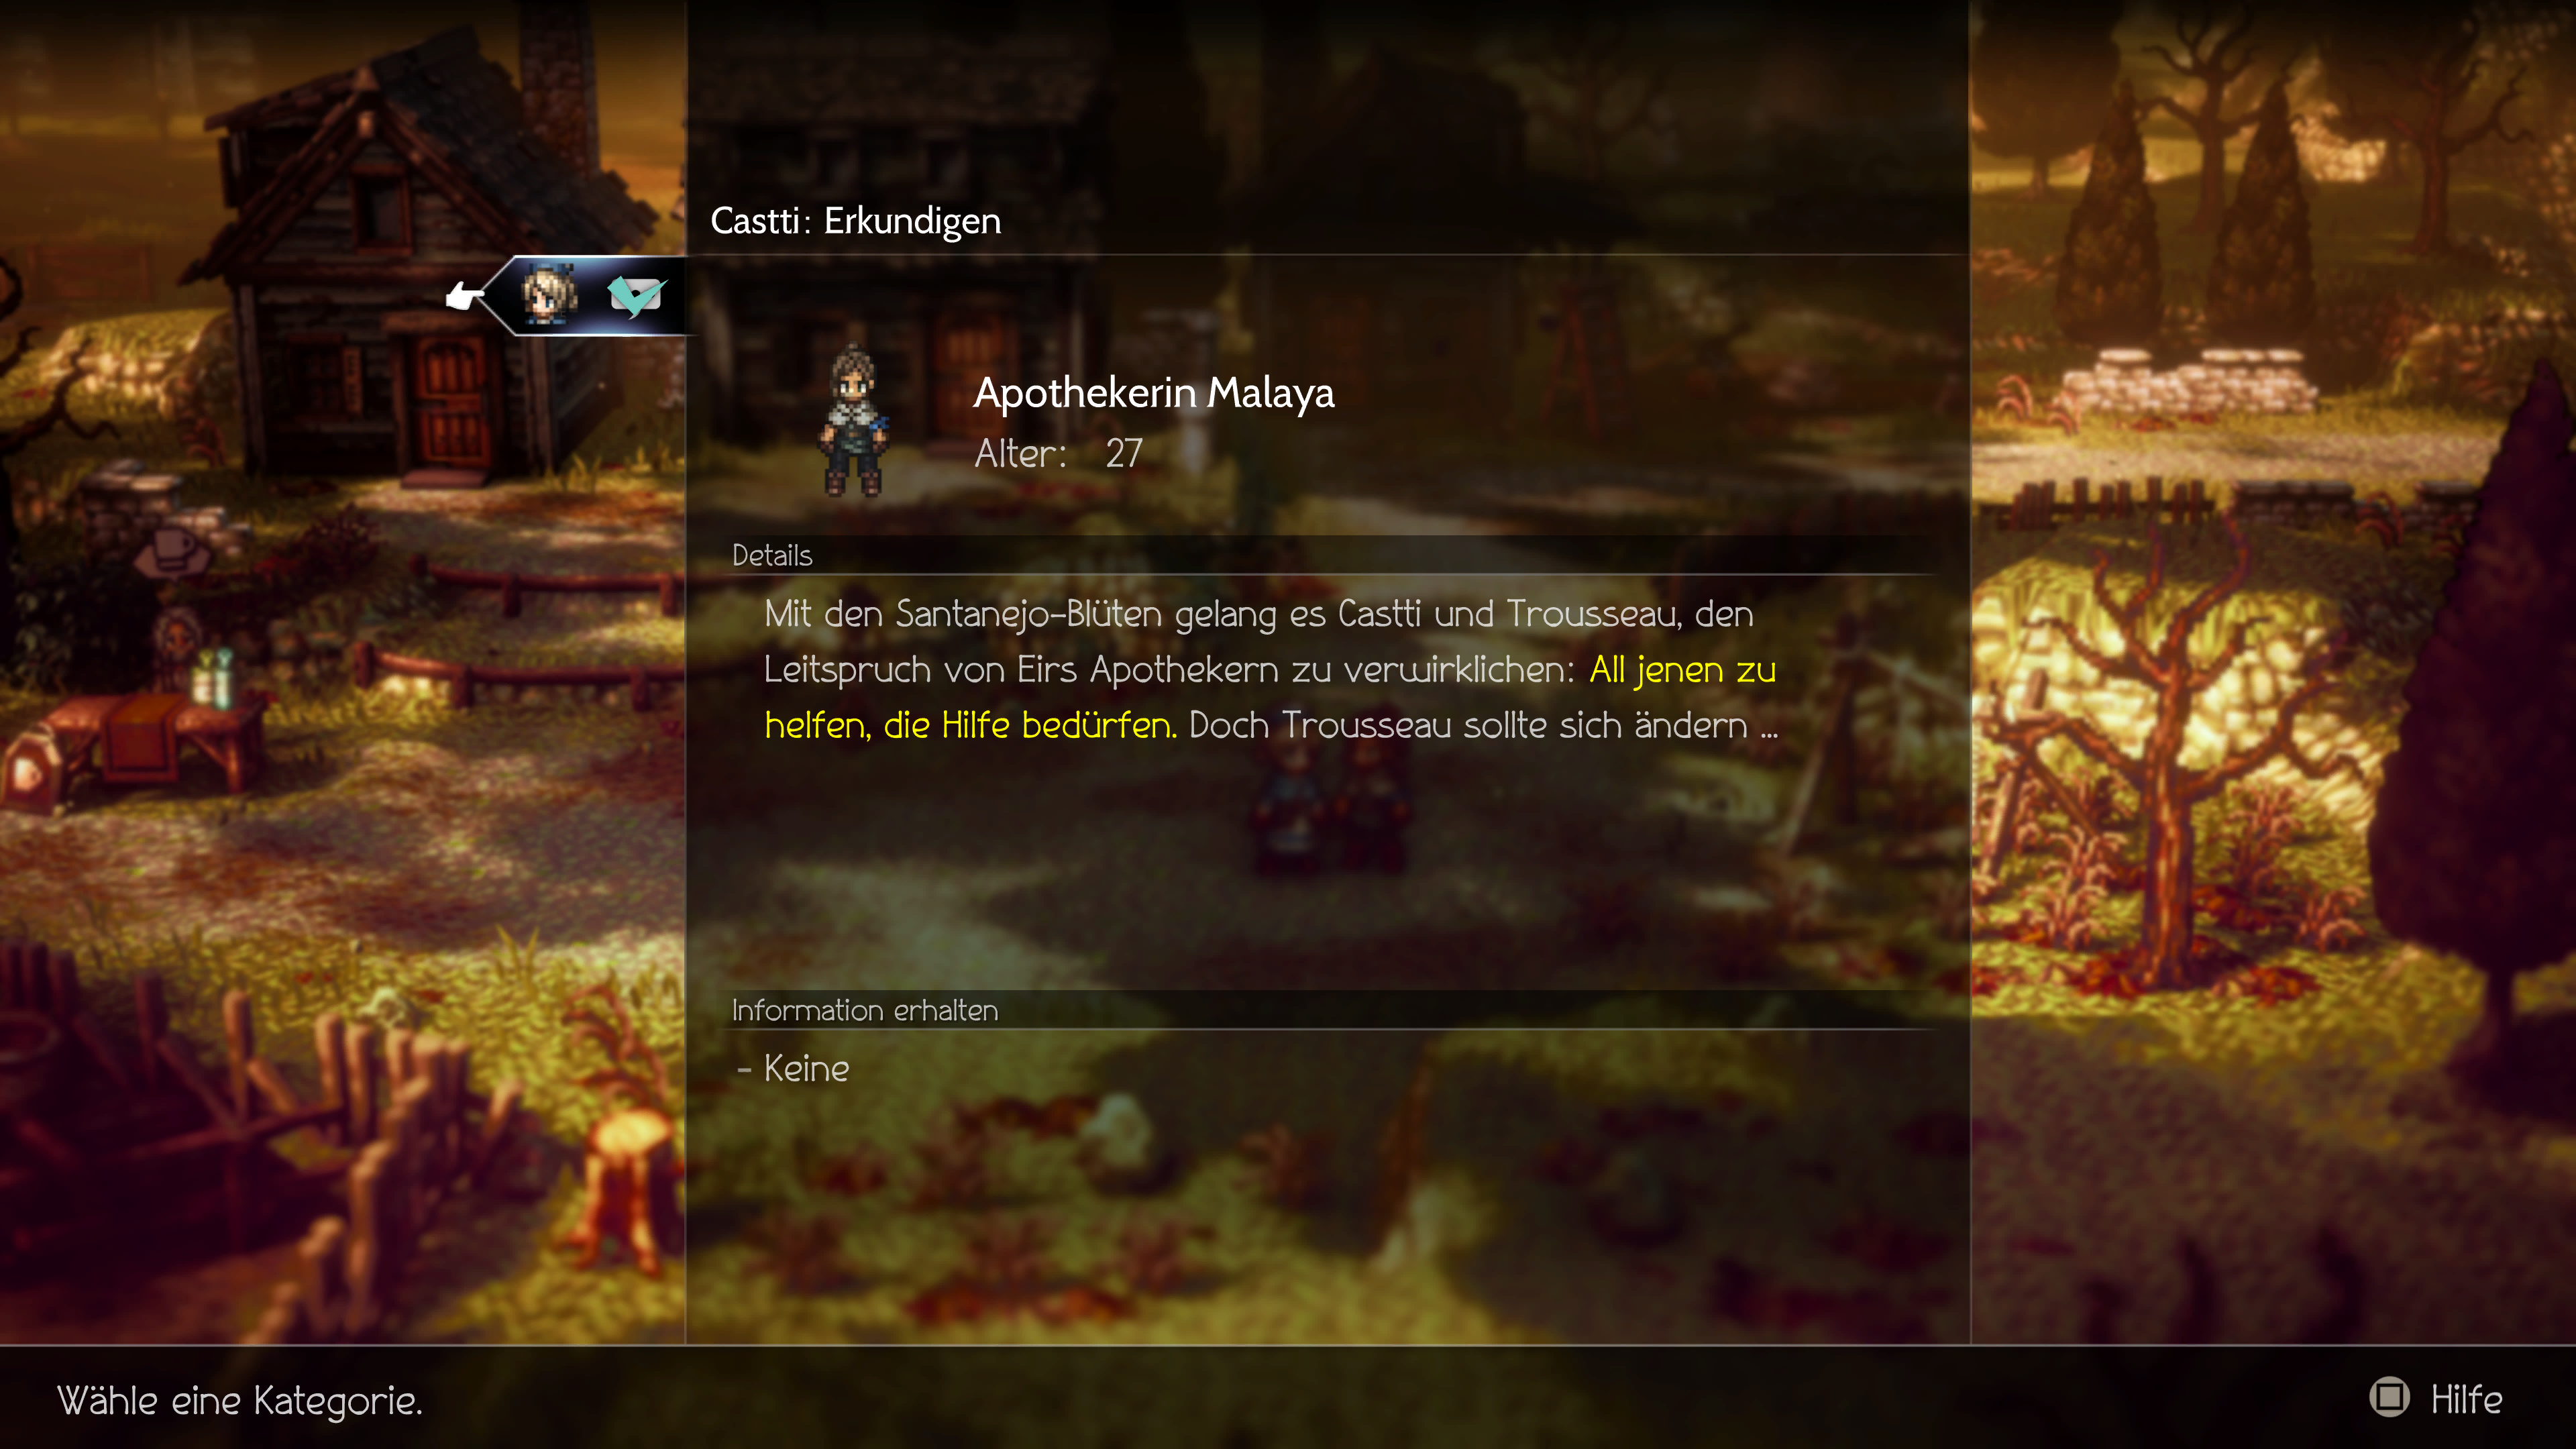 Castti: Erkundigen
Apothekerin Malaya
Alter: 27
Details
Mit den Santanejo-Blüten gelang es Castti und Trousseau, den
Leitspruch von Eirs Apothekern zu verwirklichen: All jenen zu
helfen, die Hilfe bedürfen. Doch Trousseau sollte sich ändern ...
Information erhalten
- Keine
Wähle eine Kategorie.
Hilfe